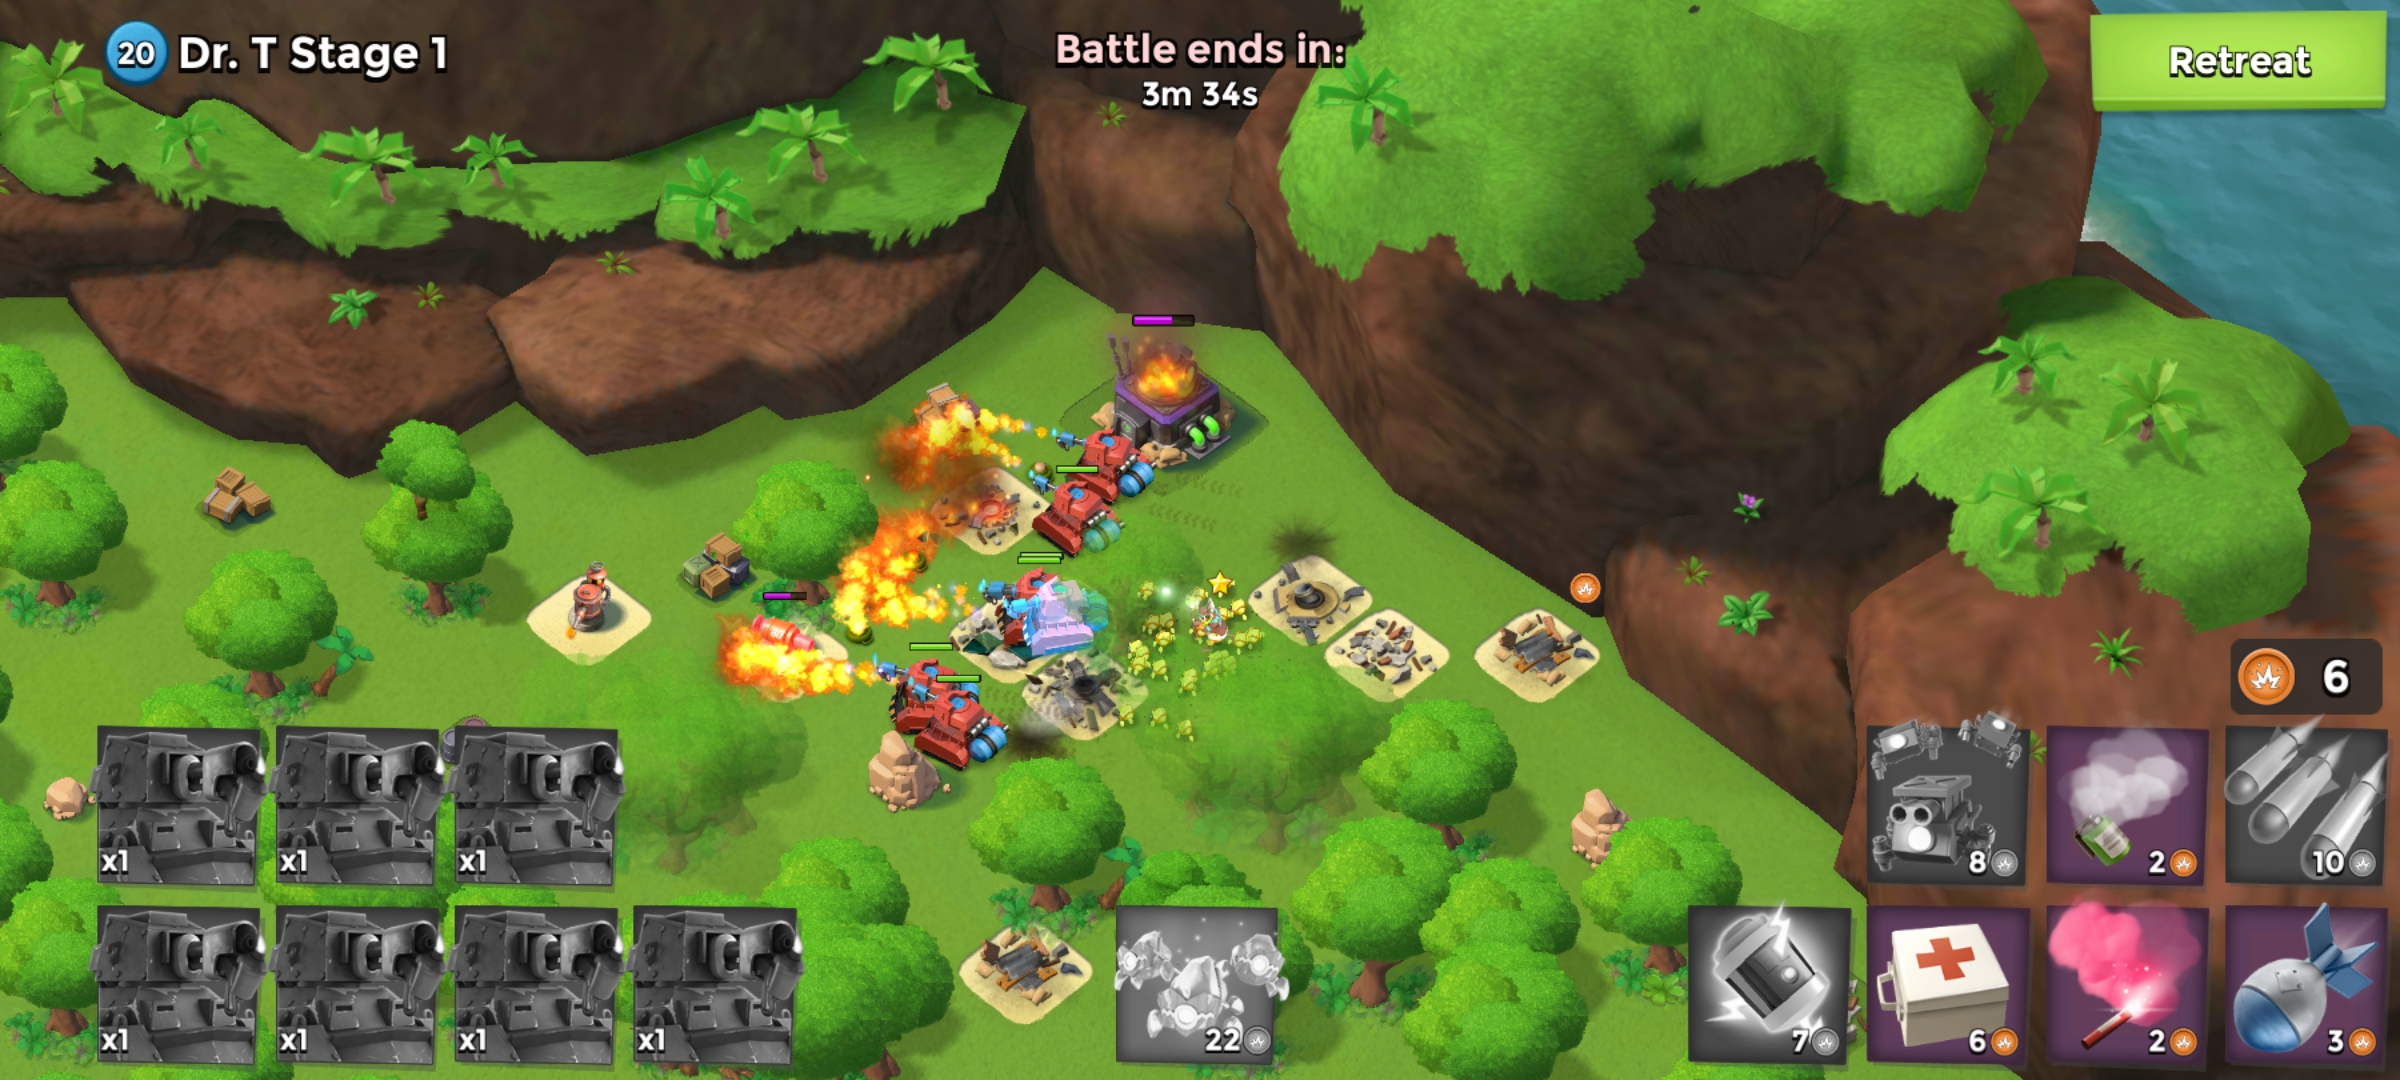 20 Dr. T Stage 1
Battle ends in:
3m 34s
Retreat
6
x1 x1 x1
8 2 10
x1 x1 x1 x1
22 7 6 2 3